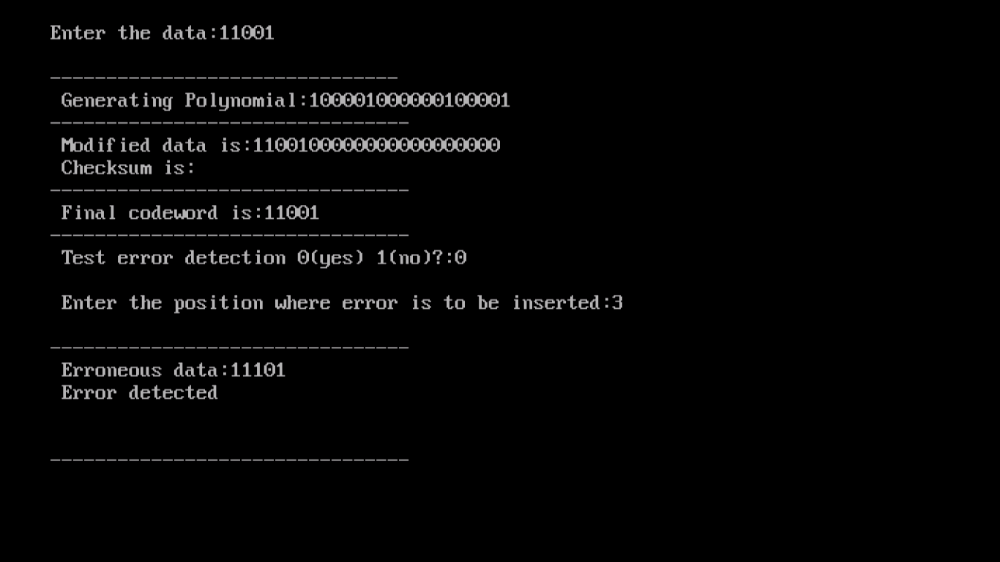 Enter the data:11001
-------------------------------
Generating Polynomial:100001000000100001
--------------------------------
Modified data is:1100100000000000000000
Checksum is:
--------------------------------
Final codeword is:11001
--------------------------------
Test error detection 0(yes) 1(no)?:0
Enter the position where error is to be inserted:3
--------------------------------
Erroneous data:11101
Error detected
--------------------------------